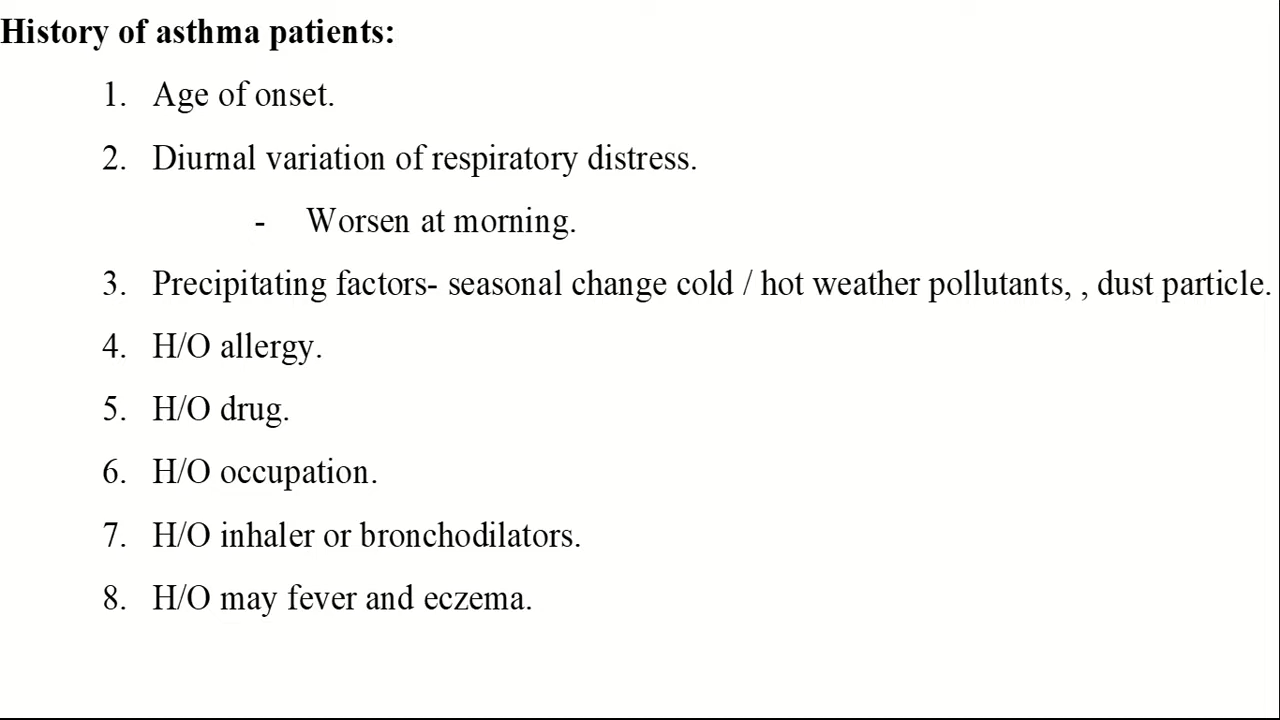 History of asthma patients:
1. Age of onset.
2. Diurnal variation of respiratory distress.
- Worsen at morning.
3. Precipitating factors- seasonal change cold / hot weather pollutants, , dust particle.
4. H/O allergy.
5. H/O drug.
6. H/O occupation.
7. H/O inhaler or bronchodilators.
8. H/O may fever and eczema.